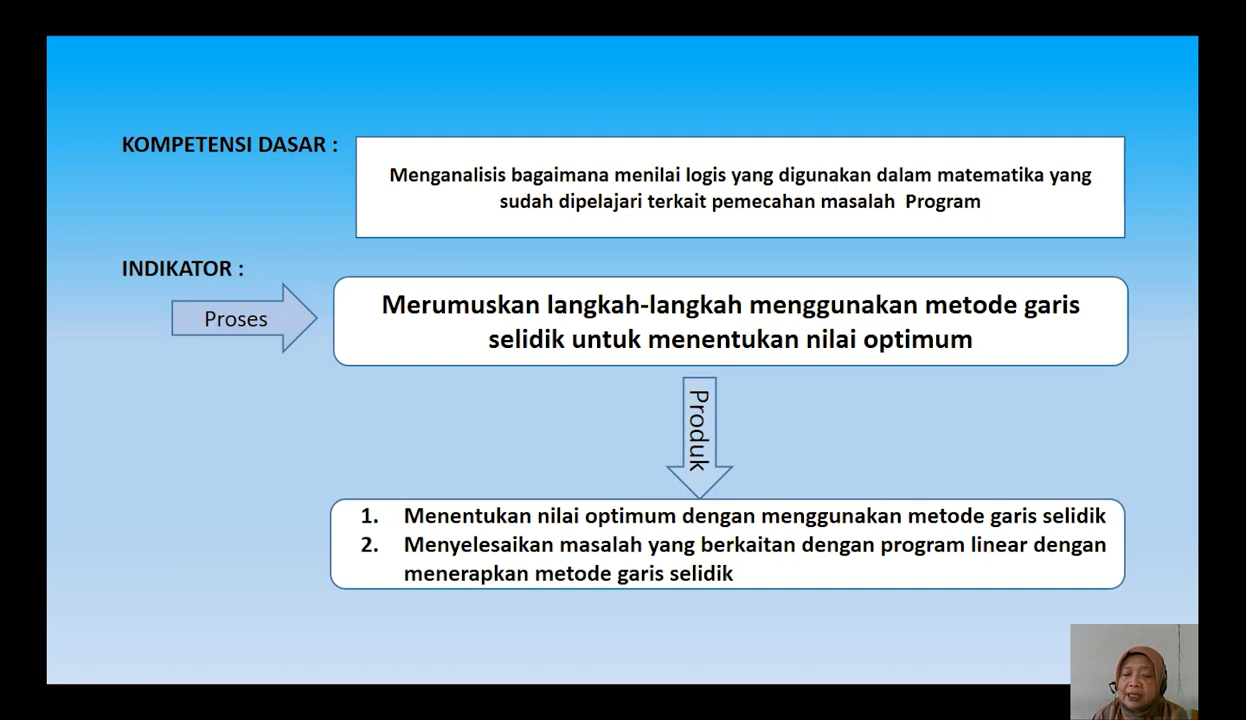 KOMPETENSI DASAR :
Menganalisis bagaimana menilai logis yang digunakan dalam matematika yang
sudah dipelajari terkait pemecahan masalah Program
INDIKATOR :
Proses
Merumuskan langkah-langkah menggunakan metode garis
selidik untuk menentukan nilai optimum
Produk
1. Menentukan nilai optimum dengan menggunakan metode garis selidik
2. Menyelesaikan masalah yang berkaitan dengan program linear dengan
menerapkan metode garis selidik